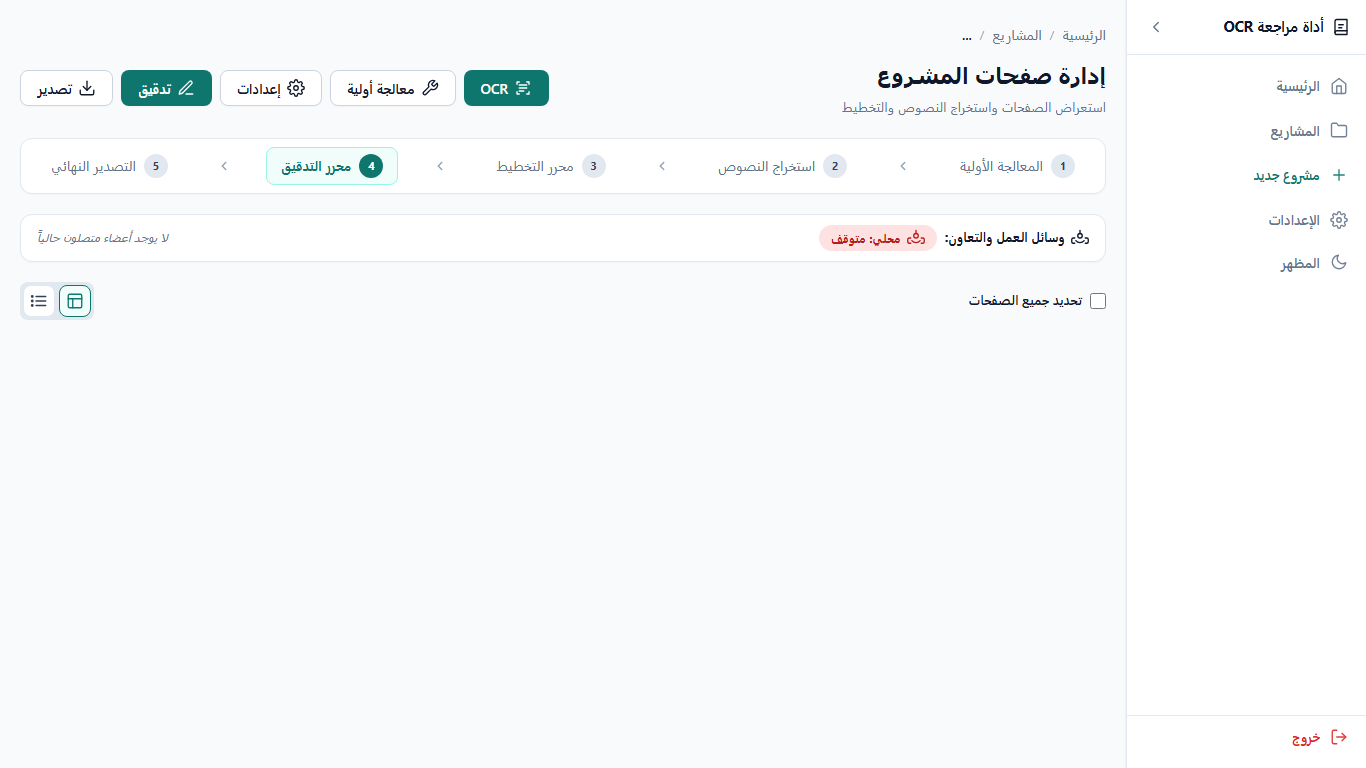 أداة مراجعة OCR
الرئيسية
المشاريع
مشروع جديد
الإعدادات
المظهر
خروج
الرئيسية / المشاريع / ...
إدارة صفحات المشروع
استعراض الصفحات واستخراج النصوص والتخطيط
OCR
معالجة أولية
إعدادات
تدقيق
تصدير
1 المعالجة الأولية
2 استخراج النصوص
3 محرر التخطيط
4 محرر التدقيق
5 التصدير النهائي
وسائل العمل والتعاون: محلي: متوقف
لا يوجد أعضاء متصلون حالياً
تحديد جميع الصفحات